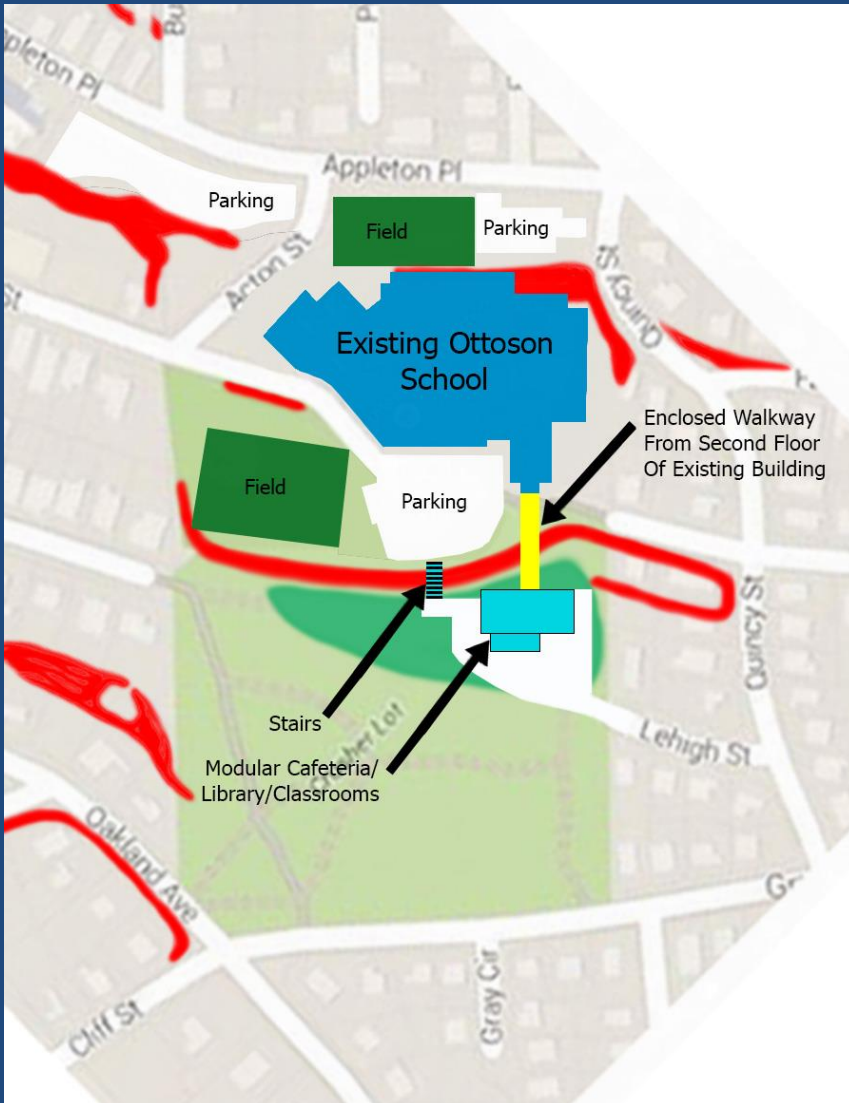 Appleton Pl
Appleton Pl
Parking
Field
Parking
Acton St
Quincy St
St
Existing Ottoson
School
Enclosed Walkway
From Second Floor
Of Existing Building
Field
Parking
Quincy St
Stairs
Lehigh St
Modular Cafeteria/
Library/Classrooms
Lot
Oakland Ave
Gray Cir
Cliff St